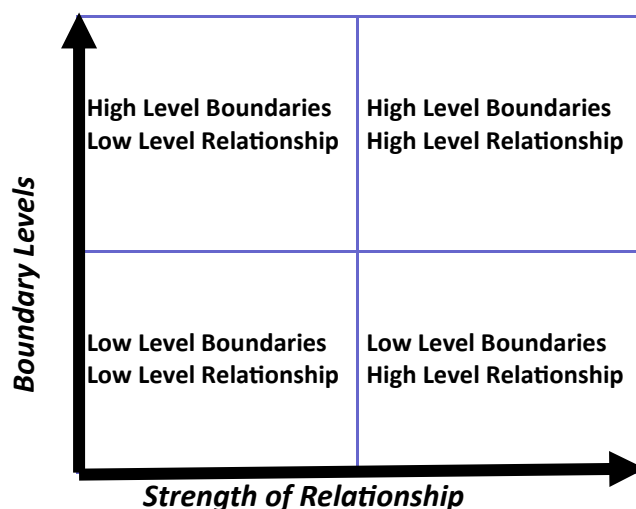 Boundary Levels
High Level Boundaries
Low Level Relationship
High Level Boundaries
High Level Relationship
Low Level Boundaries
Low Level Relationship
Low Level Boundaries
High Level Relationship
Strength of Relationship